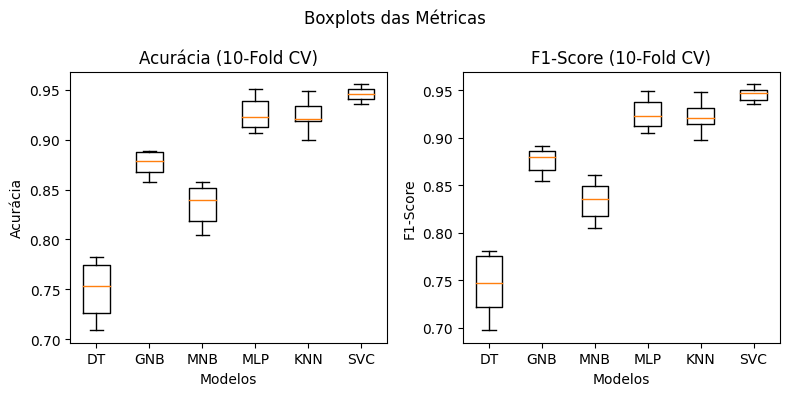 Boxplots das Métricas
Acurácia (10-Fold CV)
Acurácia
0.95
0.90
0.85
0.80
0.75
0.70
DT GNB MNB MLP KNN SVC
Modelos
F1-Score (10-Fold CV)
F1-Score
0.95
0.90
0.85
0.80
0.75
0.70
DT GNB MNB MLP KNN SVC
Modelos